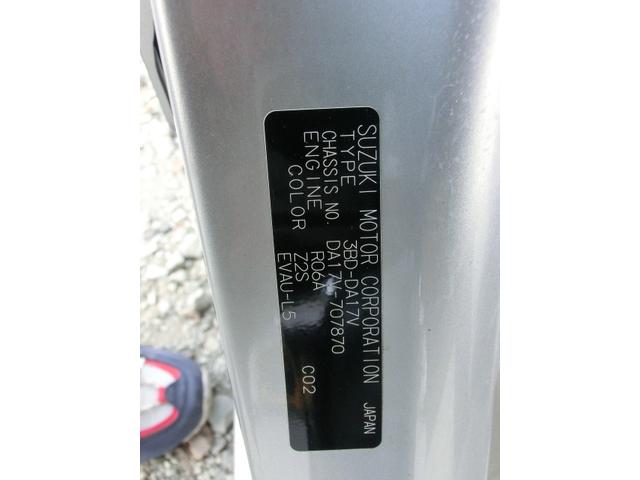 SUZUKI MOTOR CORPORATION JAPAN
TYPE 3BD-DA17V
CHASSIS NO. DA17V-707870
ENGINE R06A
COLOR Z2S C02
EVAU-L5